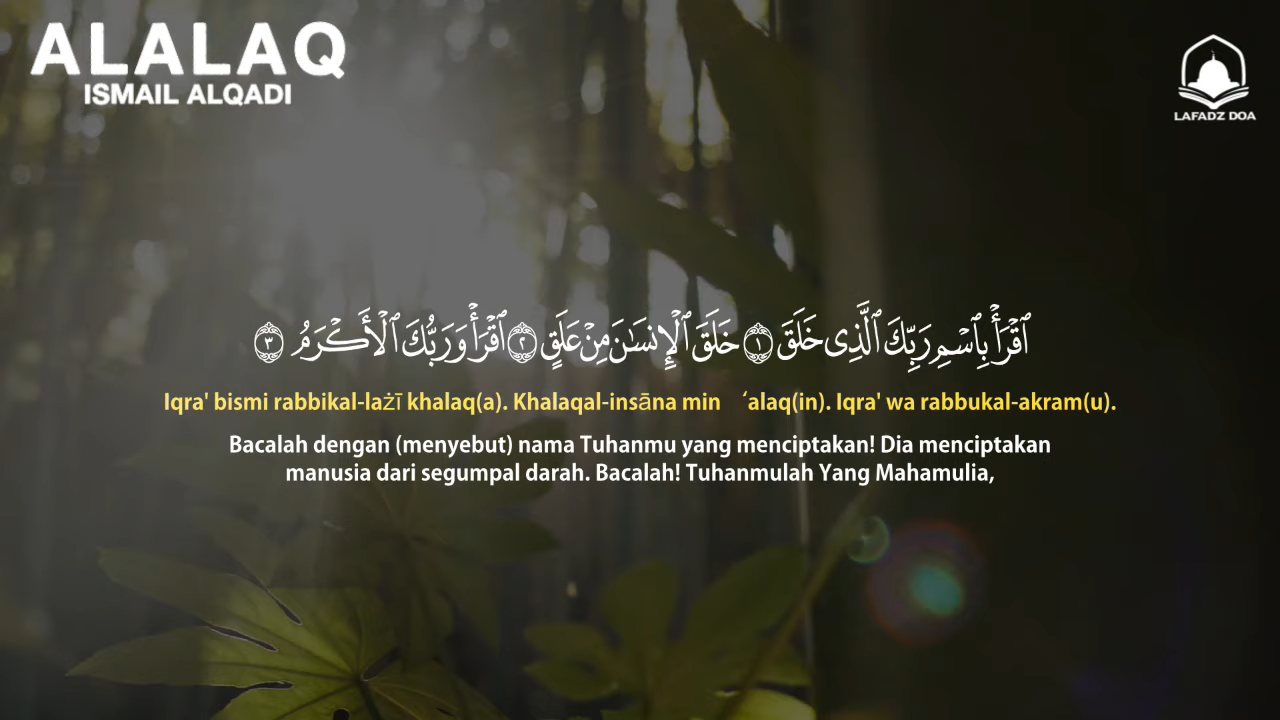 ALALAQ
ISMAIL ALQADI
LAFADZ DOA
ٱقۡرَأۡ بِٱسۡمِ رَبِّكَ ٱلَّذِى خَلَقَ ١ خَلَقَ ٱلۡإِنسَـٰنَ مِنۡ عَلَقٍ ٢ ٱقۡرَأۡ وَرَبُّكَ ٱلۡأَكۡرَمُ ٣
Iqra' bismi rabbikal-lażī khalaq(a). Khalaqal-insāna min ‘alaq(in). Iqra' wa rabbukal-akram(u).
Bacalah dengan (menyebut) nama Tuhanmu yang menciptakan! Dia menciptakan
manusia dari segumpal darah. Bacalah! Tuhanmulah Yang Mahamulia,